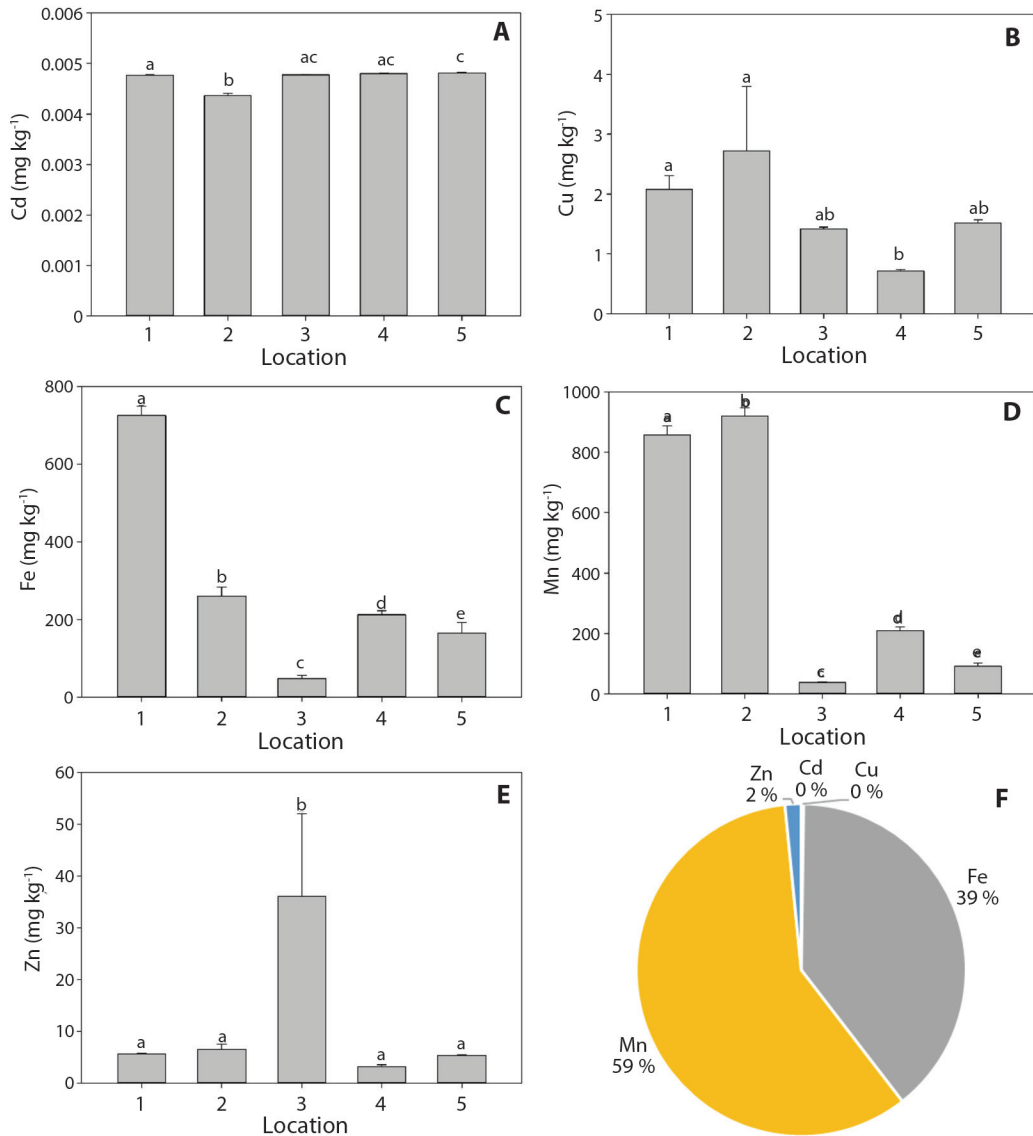 A
0.006
0.005
0.004
0.003
0.002
0.001
0
Cd (mg kg⁻¹)
a
b
ac
ac
c
1 2 3 4 5
Location
B
5
4
3
2
1
0
Cu (mg kg⁻¹)
a
a
ab
b
ab
1 2 3 4 5
Location
C
800
600
400
200
0
Fe (mg kg⁻¹)
a
b
c
d
e
1 2 3 4 5
Location
D
1000
800
600
400
200
0
Mn (mg kg⁻¹)
a
b
c
d
e
1 2 3 4 5
Location
E
60
50
40
30
20
10
0
Zn (mg kg⁻¹)
a
a
b
a
a
1 2 3 4 5
Location
F
Zn
2 %
Cd
0 %
Cu
0 %
Fe
39 %
Mn
59 %